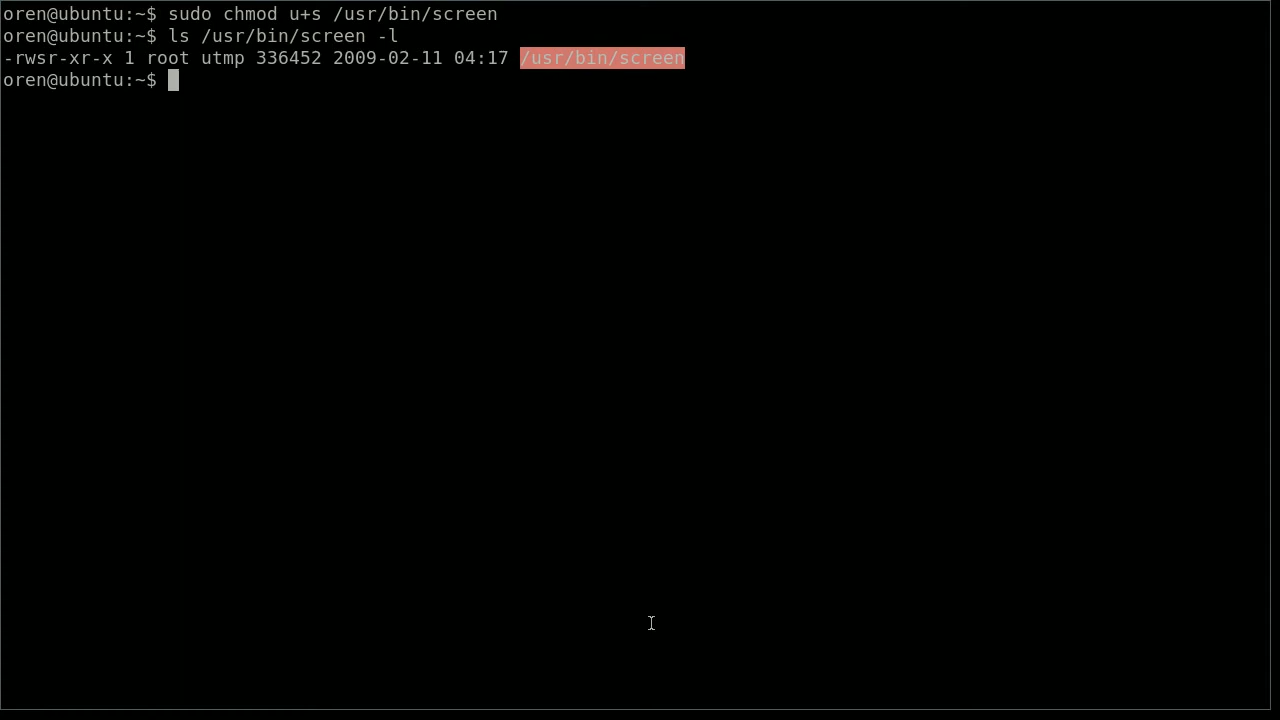 oren@ubuntu:~$ sudo chmod u+s /usr/bin/screen
oren@ubuntu:~$ ls /usr/bin/screen -l
-rwsr-xr-x 1 root utmp 336452 2009-02-11 04:17 /usr/bin/screen
oren@ubuntu:~$